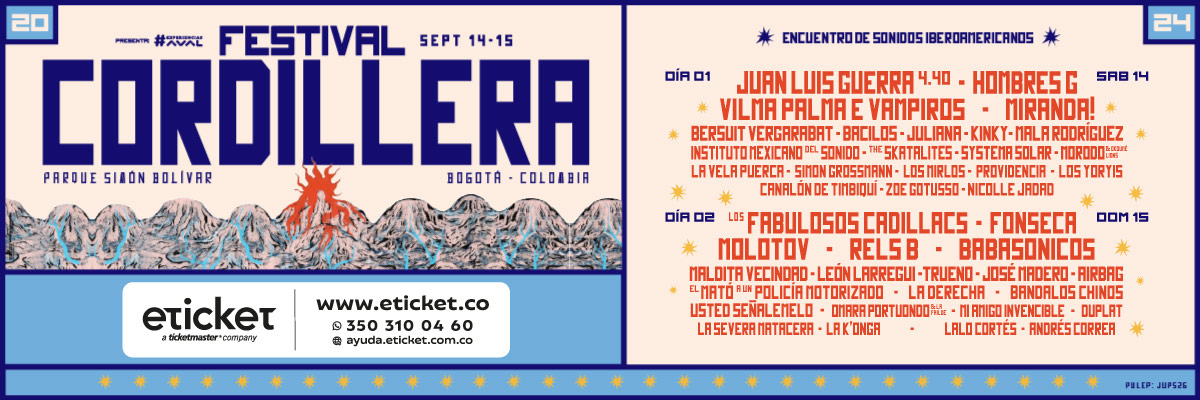 20
PRESENTA: #EXPERIENCIAS AVAL
FESTIVAL SEPT 14-15
CORDILLERA
PARQUE SIMÓN BOLÍVAR
BOGOTÁ - COLOMBIA
eticket
a ticketmaster® company
www.eticket.co
350 310 04 60
ayuda.eticket.com.co
24
ENCUENTRO DE SONIDOS IBEROAMERICANOS
DÍA 01 JUAN LUIS GUERRA 4.40 - HOMBRES G SAB 14
VILMA PALMA E VAMPIROS - MIRANDA!
BERSUIT VERGARABAT - BACILOS - JULIANA - KINKY - MALA RODRÍGUEZ
INSTITUTO MEXICANO DEL SONIDO - THE SKATALITES - SYSTEMA SOLAR - MORODO & OKOUMÉ LIONS
LA VELA PUERCA - SIMON GROSSMANN - LOS MIRLOS - PROVIDENCIA - LOS YORYIS
CANALÓN DE TIMBIQUÍ - ZOE GOTUSSO - NICOLLE JADAD
DÍA 02 LOS FABULOSOS CADILLACS - FONSECA DOM 15
MOLOTOV - RELS B - BABASONICOS
MALDITA VECINDAD - LEÓN LARREGUI - TRUENO - JOSÉ MADERO - AIRBAG
EL MATÓ A UN POLICÍA MOTORIZADO - LA DERECHA - BANDALOS CHINOS
USTED SEÑALEMELO - OMARA PORTUONDO & LA PHILDE - MI AMIGO INVENCIBLE - DUPLAT
LA SEVERA MATACERA - LA K'ONGA - LALO CORTÉS - ANDRÉS CORREA
PULEP: JUP526